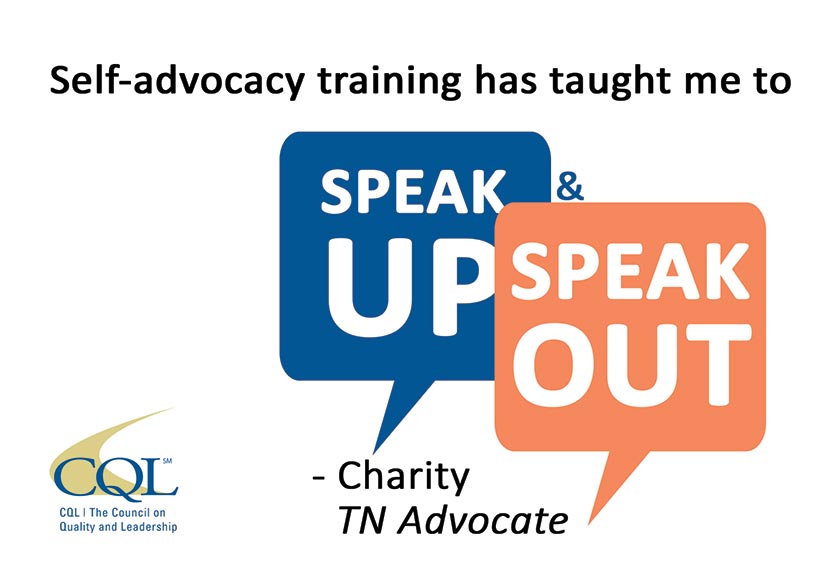 Self-advocacy training has taught me to
SPEAK
UP
&
SPEAK
OUT
- Charity
TN Advocate
CQL SM
CQL | The Council on
Quality and Leadership